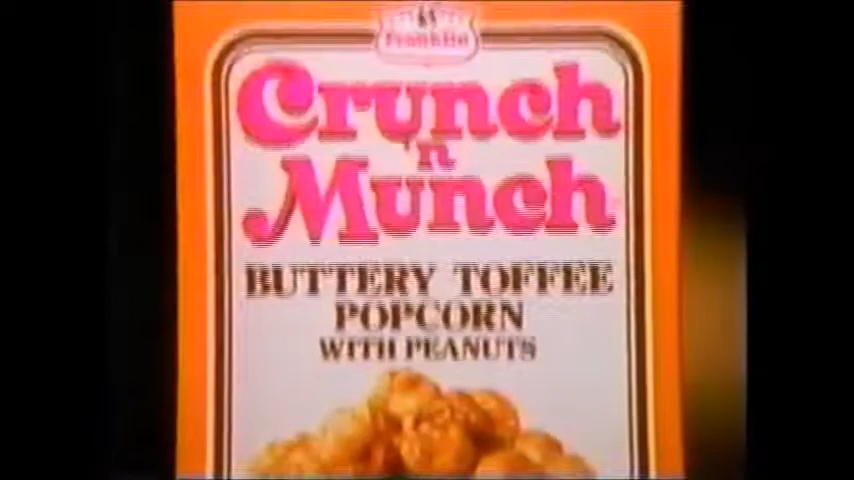 Franklin
Crunch
'n
Munch
BUTTERY TOFFEE
POPCORN
WITH PEANUTS